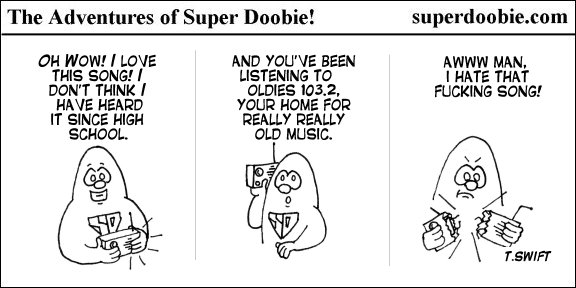 The Adventures of Super Doobie!
superdoobie.com
OH WOW! I LOVE
THIS SONG! I
DON'T THINK I
HAVE HEARD
IT SINCE HIGH
SCHOOL.
AND YOU'VE BEEN
LISTENING TO
OLDIES 103.2,
YOUR HOME FOR
REALLY REALLY
OLD MUSIC.
AWWW MAN,
I HATE THAT
FUCKING SONG!
T.SWIFT